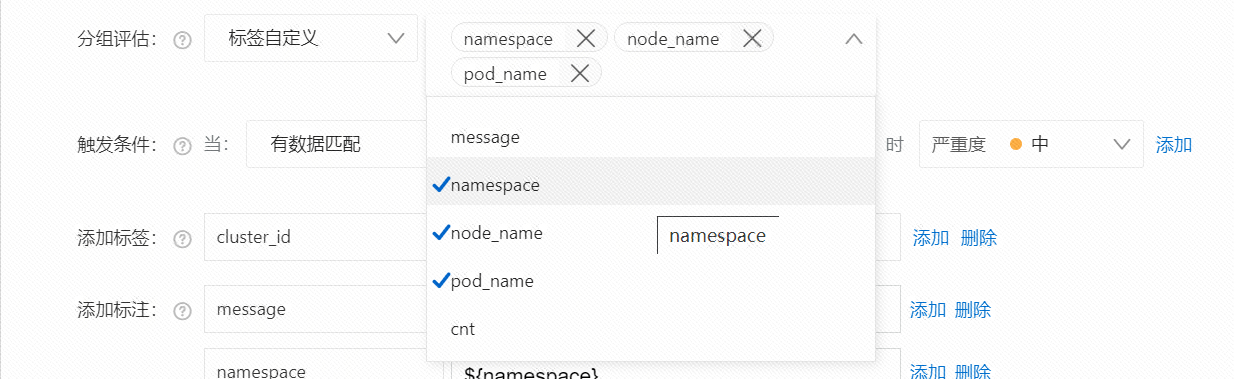 分组评估： 标签自定义 namespace node_name
pod_name
message
触发条件： 当： 有数据匹配 时 严重度 中 添加
namespace
添加标签： cluster_id node_name namespace 添加 删除
pod_name
添加标注： message 添加 删除
cnt
namespace ${namespace} 添加 删除